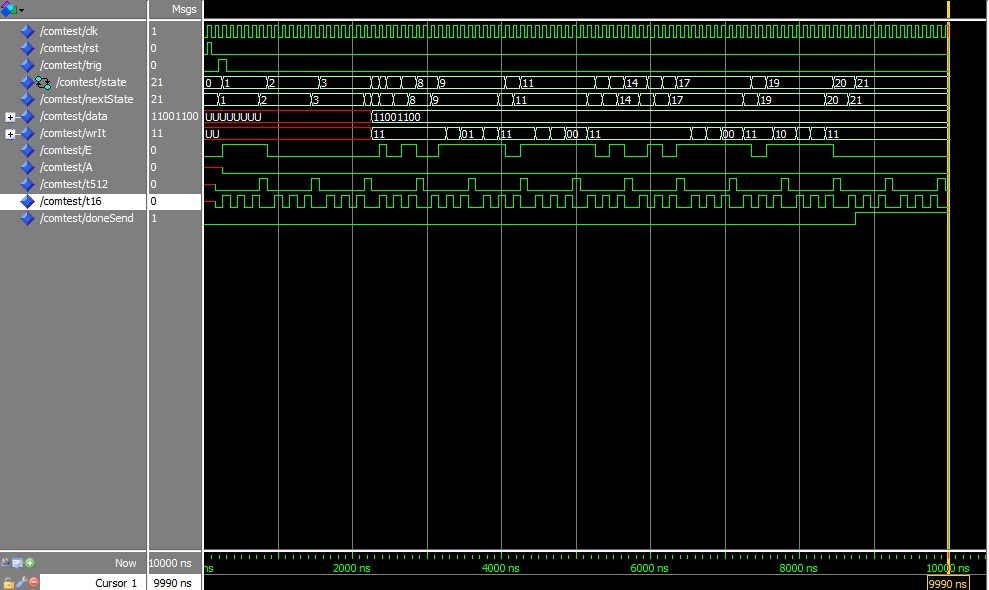 Msgs
/comtest/clk 1
/comtest/rst 0
/comtest/trig 0
/comtest/state 21 0 1 2 3 8 9 11 14 17 19 20 21
/comtest/nextState 21 1 2 3 8 9 11 14 17 19 20 21
/comtest/data 11001100 UUUUUUUU 11001100
/comtest/wrIt 11 UU 11 01 11 00 11 00 11 10 11
/comtest/E 0
/comtest/A 0
/comtest/t512 0
/comtest/t16 0
/comtest/doneSend 1
Now 10000 ns ns 2000 ns 4000 ns 6000 ns 8000 ns 10000 ns
Cursor 1 9990 ns 9990 ns